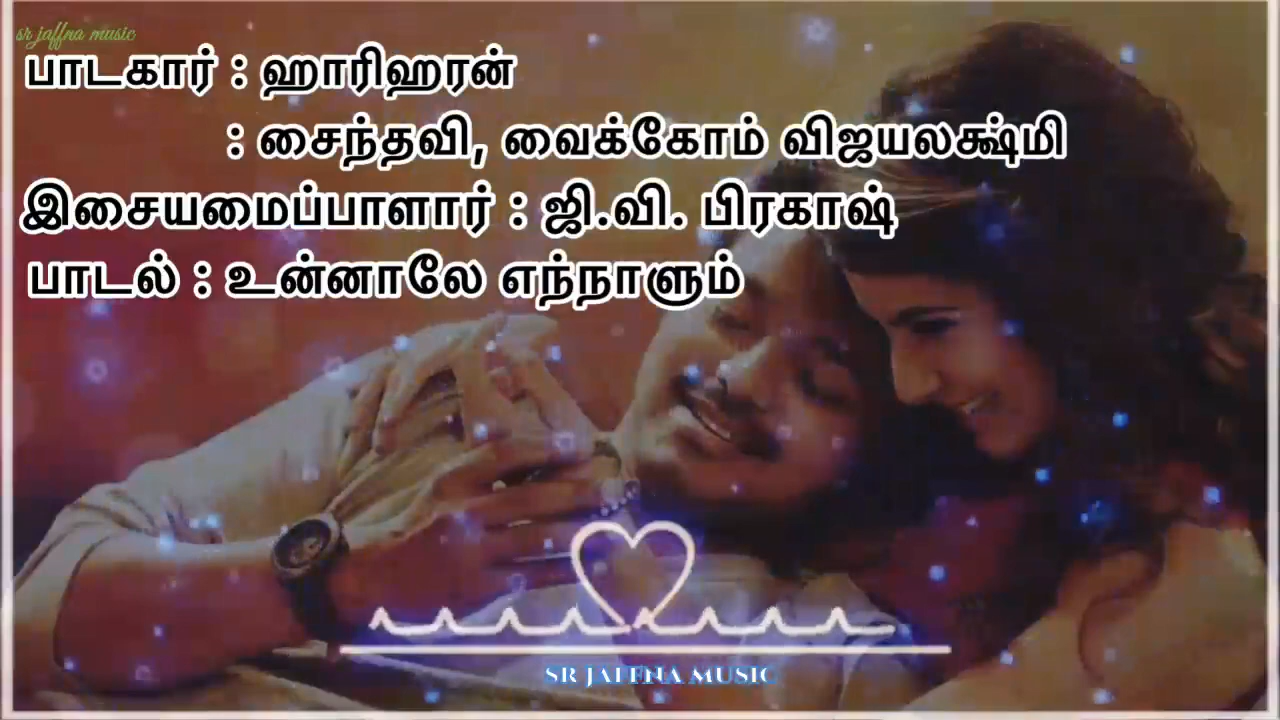 sr jaffna music
பாடகார் : ஹாரிஹரன்
: சைந்தவி, வைக்கோம் விஜயலக்ஷ்மி
இசையமைப்பாளார் : ஜி.வி. பிரகாஷ்
பாடல் : உன்னாலே எந்நாளும்
SR JAFFNA MUSIC